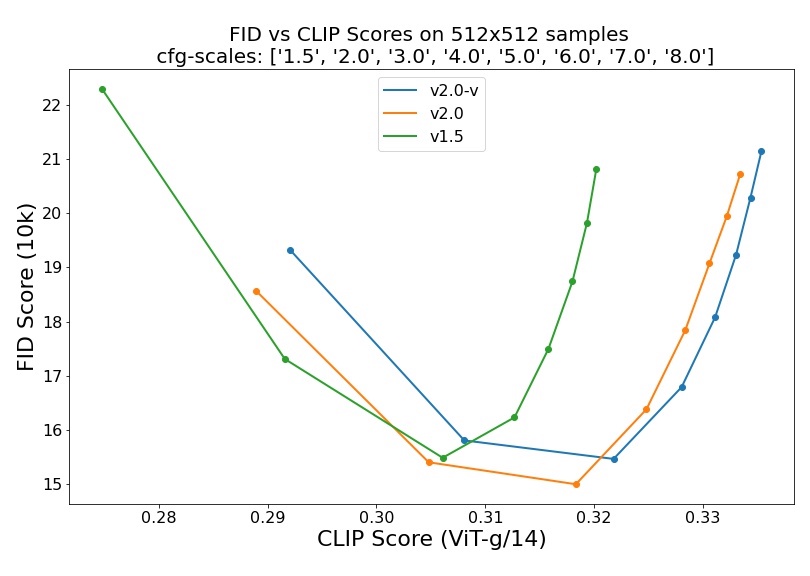 FID vs CLIP Scores on 512x512 samples
cfg-scales: ['1.5', '2.0', '3.0', '4.0', '5.0', '6.0', '7.0', '8.0']
v2.0-v
v2.0
v1.5
FID Score (10k)
22
21
20
19
18
17
16
15
0.28 0.29 0.30 0.31 0.32 0.33
CLIP Score (ViT-g/14)